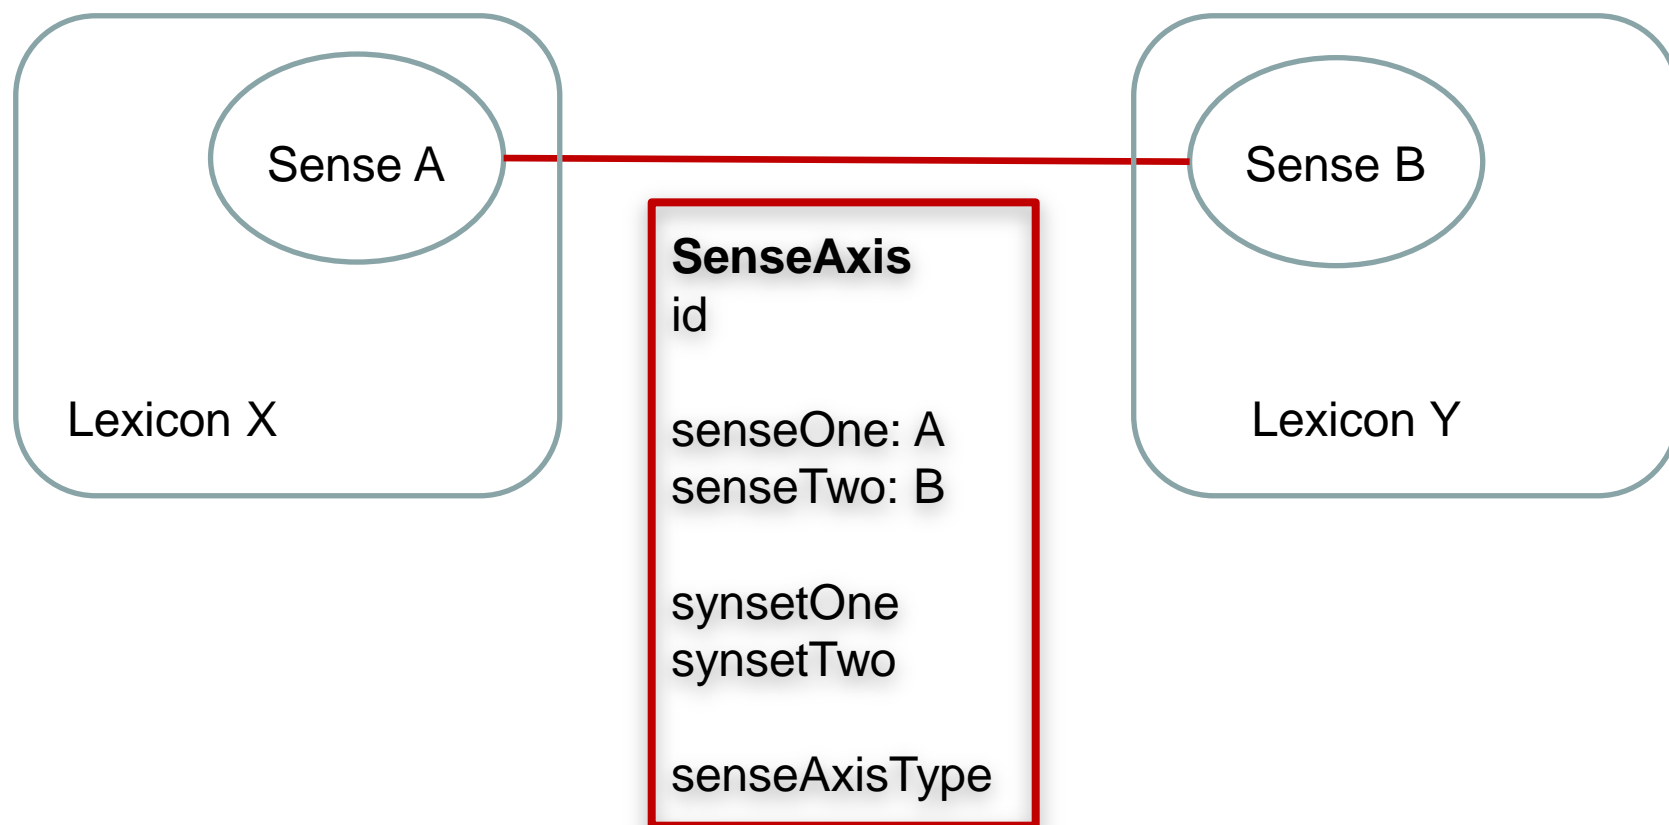 Sense A
Lexicon X
SenseAxis
id
senseOne: A
senseTwo: B
synsetOne
synsetTwo
senseAxisType
Sense B
Lexicon Y